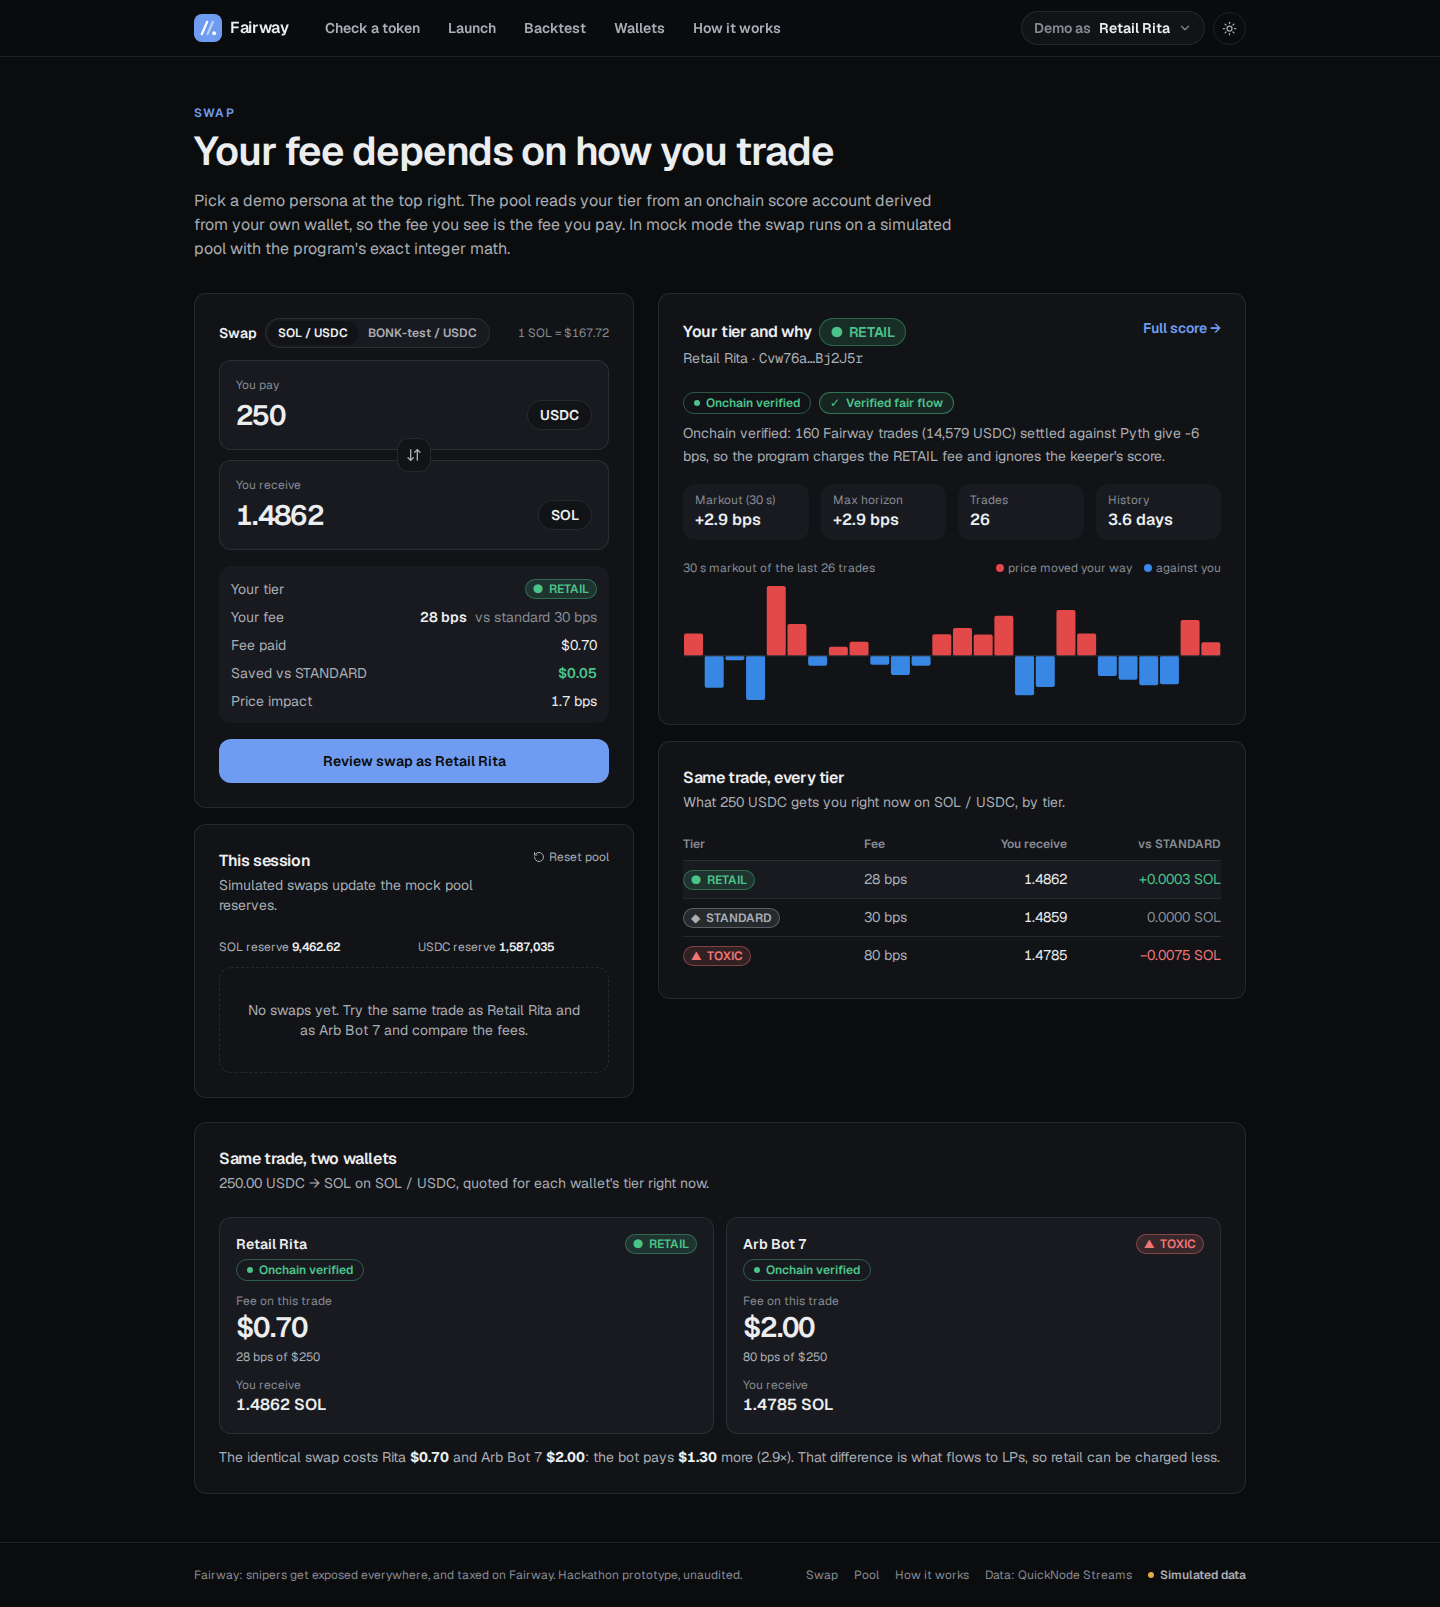 Fairway
Check a token
Launch
Backtest
Wallets
How it works
Demo as Retail Rita
SWAP
Your fee depends on how you trade
Pick a demo persona at the top right. The pool reads your tier from an onchain score account derived
from your own wallet, so the fee you see is the fee you pay. In mock mode the swap runs on a simulated
pool with the program's exact integer math.
Swap
SOL / USDC
BONK-test / USDC
1 SOL = $167.72
You pay
250
USDC
You receive
1.4862
SOL
Your tier
RETAIL
Your fee
28 bps vs standard 30 bps
Fee paid
$0.70
Saved vs STANDARD
$0.05
Price impact
1.7 bps
Review swap as Retail Rita
This session
Reset pool
Simulated swaps update the mock pool
reserves.
SOL reserve 9,462.62
USDC reserve 1,587,035
No swaps yet. Try the same trade as Retail Rita and
as Arb Bot 7 and compare the fees.
Your tier and why
RETAIL
Full score →
Retail Rita · Cvw76a…Bj2J5r
Onchain verified
✓ Verified fair flow
Onchain verified: 160 Fairway trades (14,579 USDC) settled against Pyth give -6
bps, so the program charges the RETAIL fee and ignores the keeper's score.
Markout (30 s)
+2.9 bps
Max horizon
+2.9 bps
Trades
26
History
3.6 days
30 s markout of the last 26 trades
price moved your way
against you
Same trade, every tier
What 250 USDC gets you right now on SOL / USDC, by tier.
Tier Fee You receive vs STANDARD
RETAIL 28 bps 1.4862 +0.0003 SOL
STANDARD 30 bps 1.4859 0.0000 SOL
TOXIC 80 bps 1.4785 −0.0075 SOL
Same trade, two wallets
250.00 USDC → SOL on SOL / USDC, quoted for each wallet's tier right now.
Retail Rita
RETAIL
Onchain verified
Fee on this trade
$0.70
28 bps of $250
You receive
1.4862 SOL
Arb Bot 7
TOXIC
Onchain verified
Fee on this trade
$2.00
80 bps of $250
You receive
1.4785 SOL
The identical swap costs Rita $0.70 and Arb Bot 7 $2.00: the bot pays $1.30 more (2.9×). That difference is what flows to LPs, so retail can be charged less.
Fairway: snipers get exposed everywhere, and taxed on Fairway. Hackathon prototype, unaudited.
Swap
Pool
How it works
Data: QuickNode Streams
Simulated data